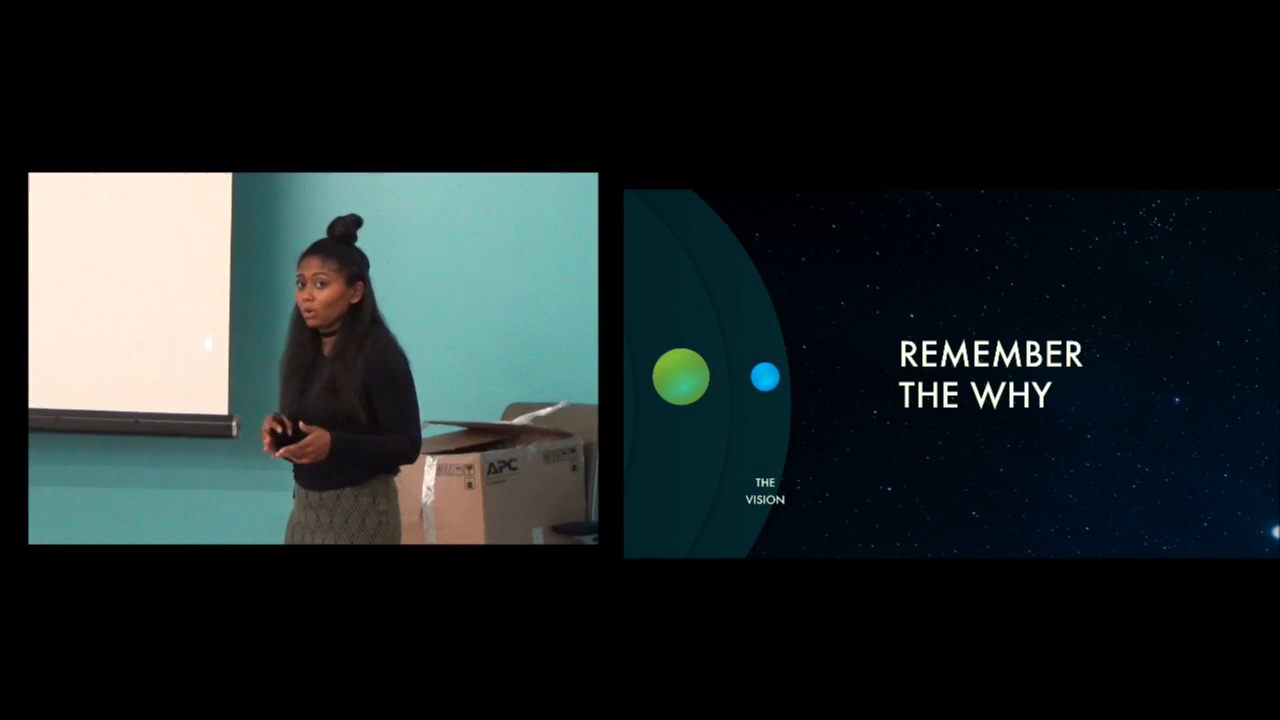 APC
REMEMBER
THE WHY
THE
VISION